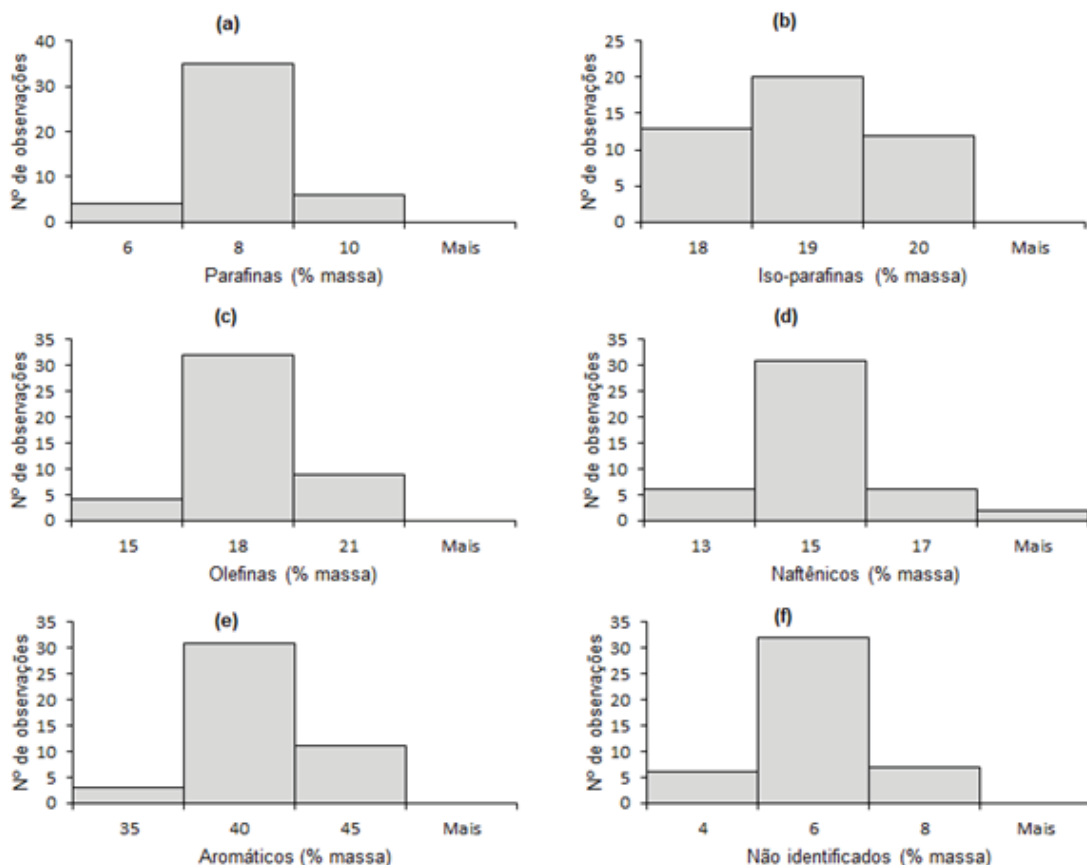 (a)
Nº de observações
40
30
20
10
0
6 8 10 Mais
Parafinas (% massa)
(b)
Nº de observações
25
20
15
10
5
0
18 19 20 Mais
Iso-parafinas (% massa)
(c)
Nº de observações
35
30
25
20
15
10
5
0
15 18 21 Mais
Olefinas (% massa)
(d)
Nº de observações
35
30
25
20
15
10
5
0
13 15 17 Mais
Naftênicos (% massa)
(e)
Nº de observações
35
30
25
20
15
10
5
0
35 40 45 Mais
Aromáticos (% massa)
(f)
Nº de observações
35
30
25
20
15
10
5
0
4 6 8 Mais
Não identificados (% massa)